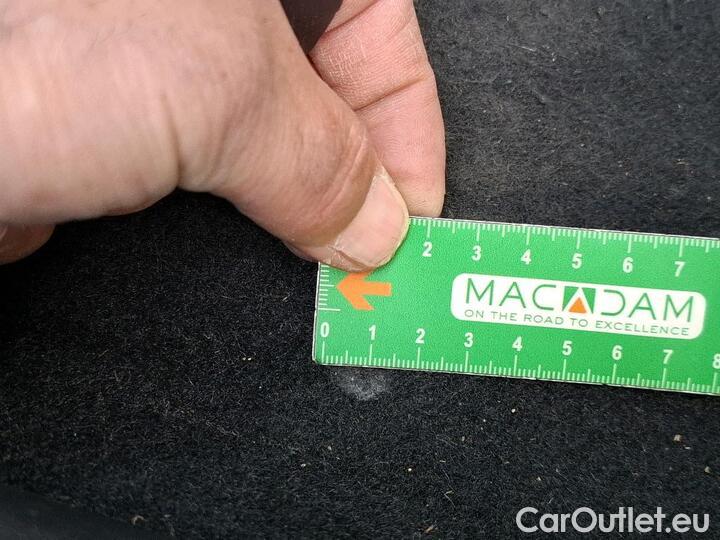 2 3 4 5 6 7
MACADAM
ON THE ROAD TO EXCELLENCE
0 1 2 3 4 5 6 7 8
CarOutlet.eu